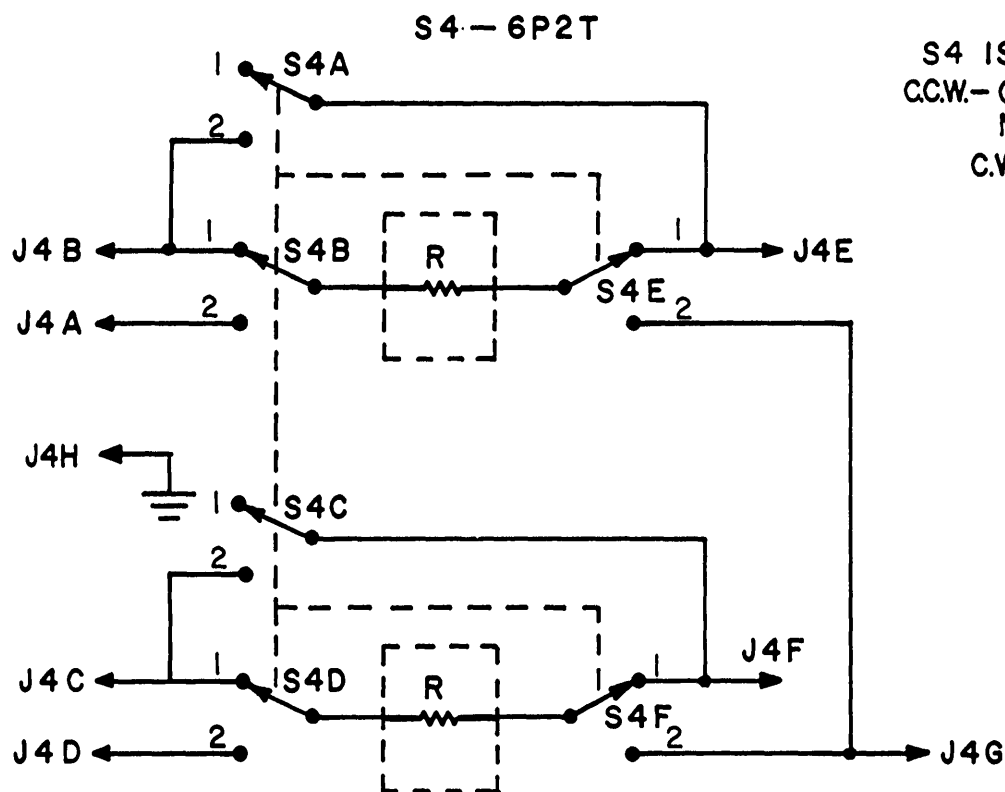 S4-6P2T
S4 IS
C.C.W.-
C.W
1 S4A
2
J4B 1 S4B R 1 J4E
S4E
J4A 2 2
J4H
1 S4C
2
J4C 1 S4D R 1 J4F
S4F
J4D 2 2 J4G